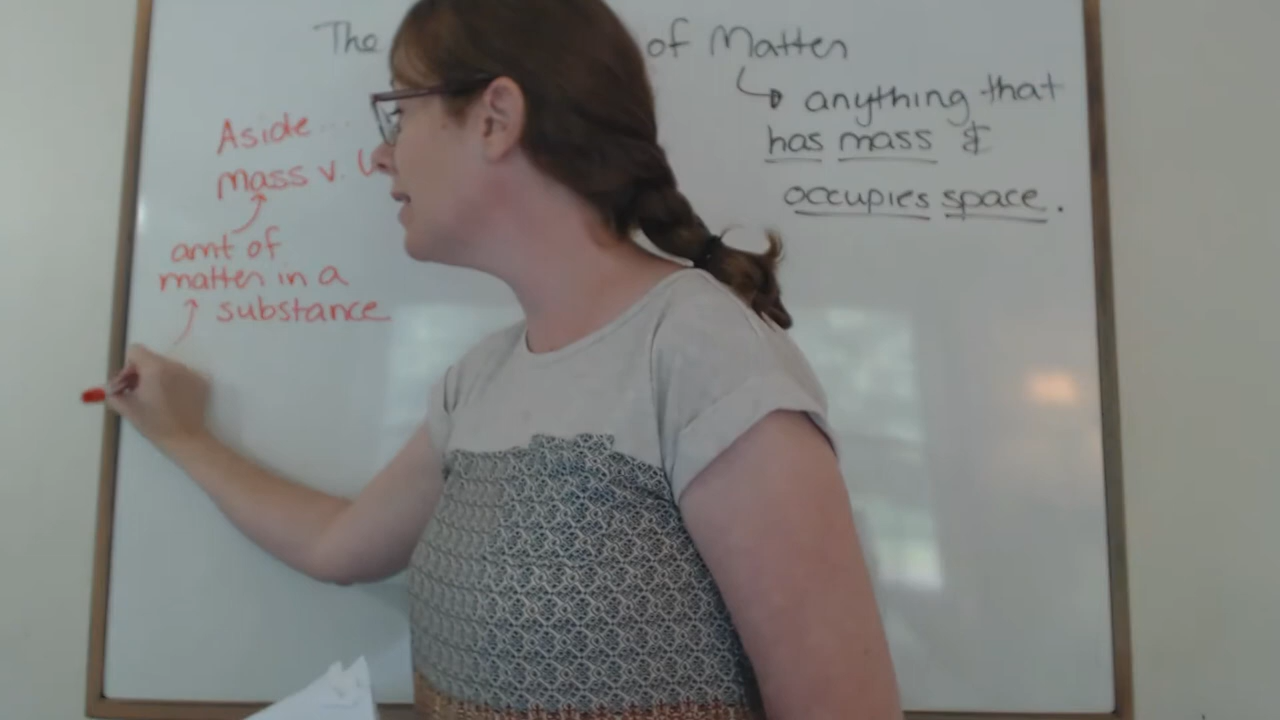 The of Matter
anything that
has mass &
occupies space.
Aside
mass v.
amt of
matter in a
substance